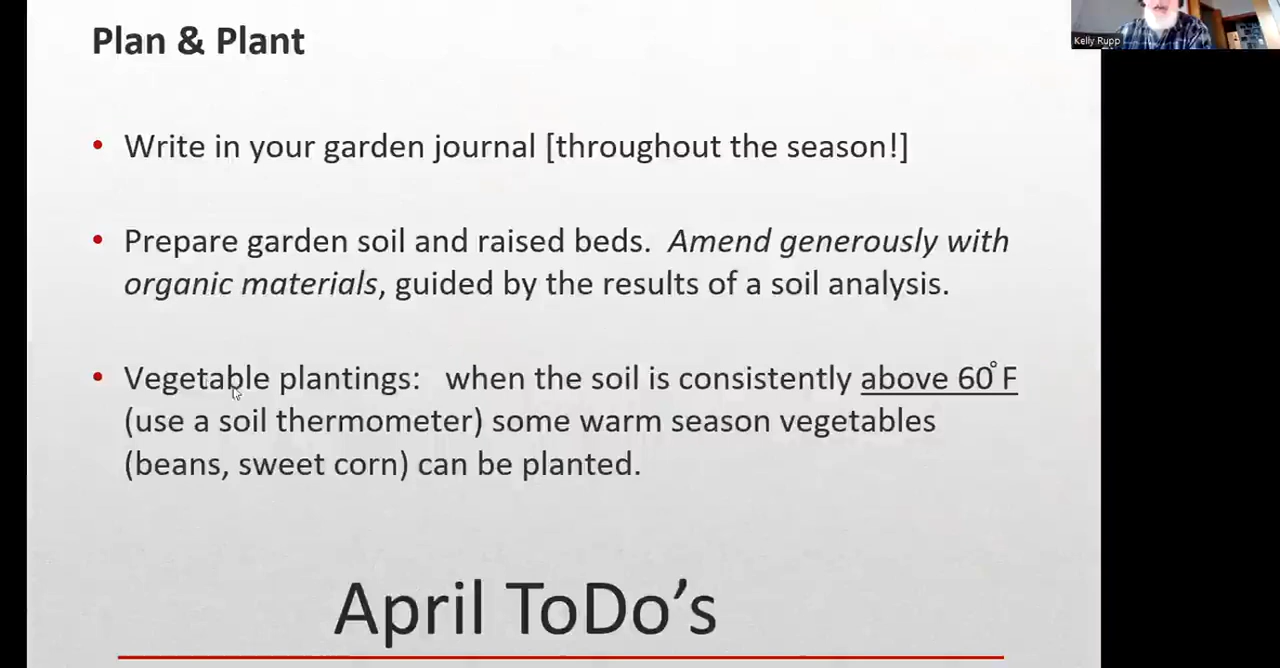 Plan & Plant
Kelly Rupp
• Write in your garden journal [throughout the season!]
• Prepare garden soil and raised beds.  Amend generously with
organic materials, guided by the results of a soil analysis.
• Vegetable plantings:   when the soil is consistently above 60° F
(use a soil thermometer) some warm season vegetables
(beans, sweet corn) can be planted.
April ToDo’s